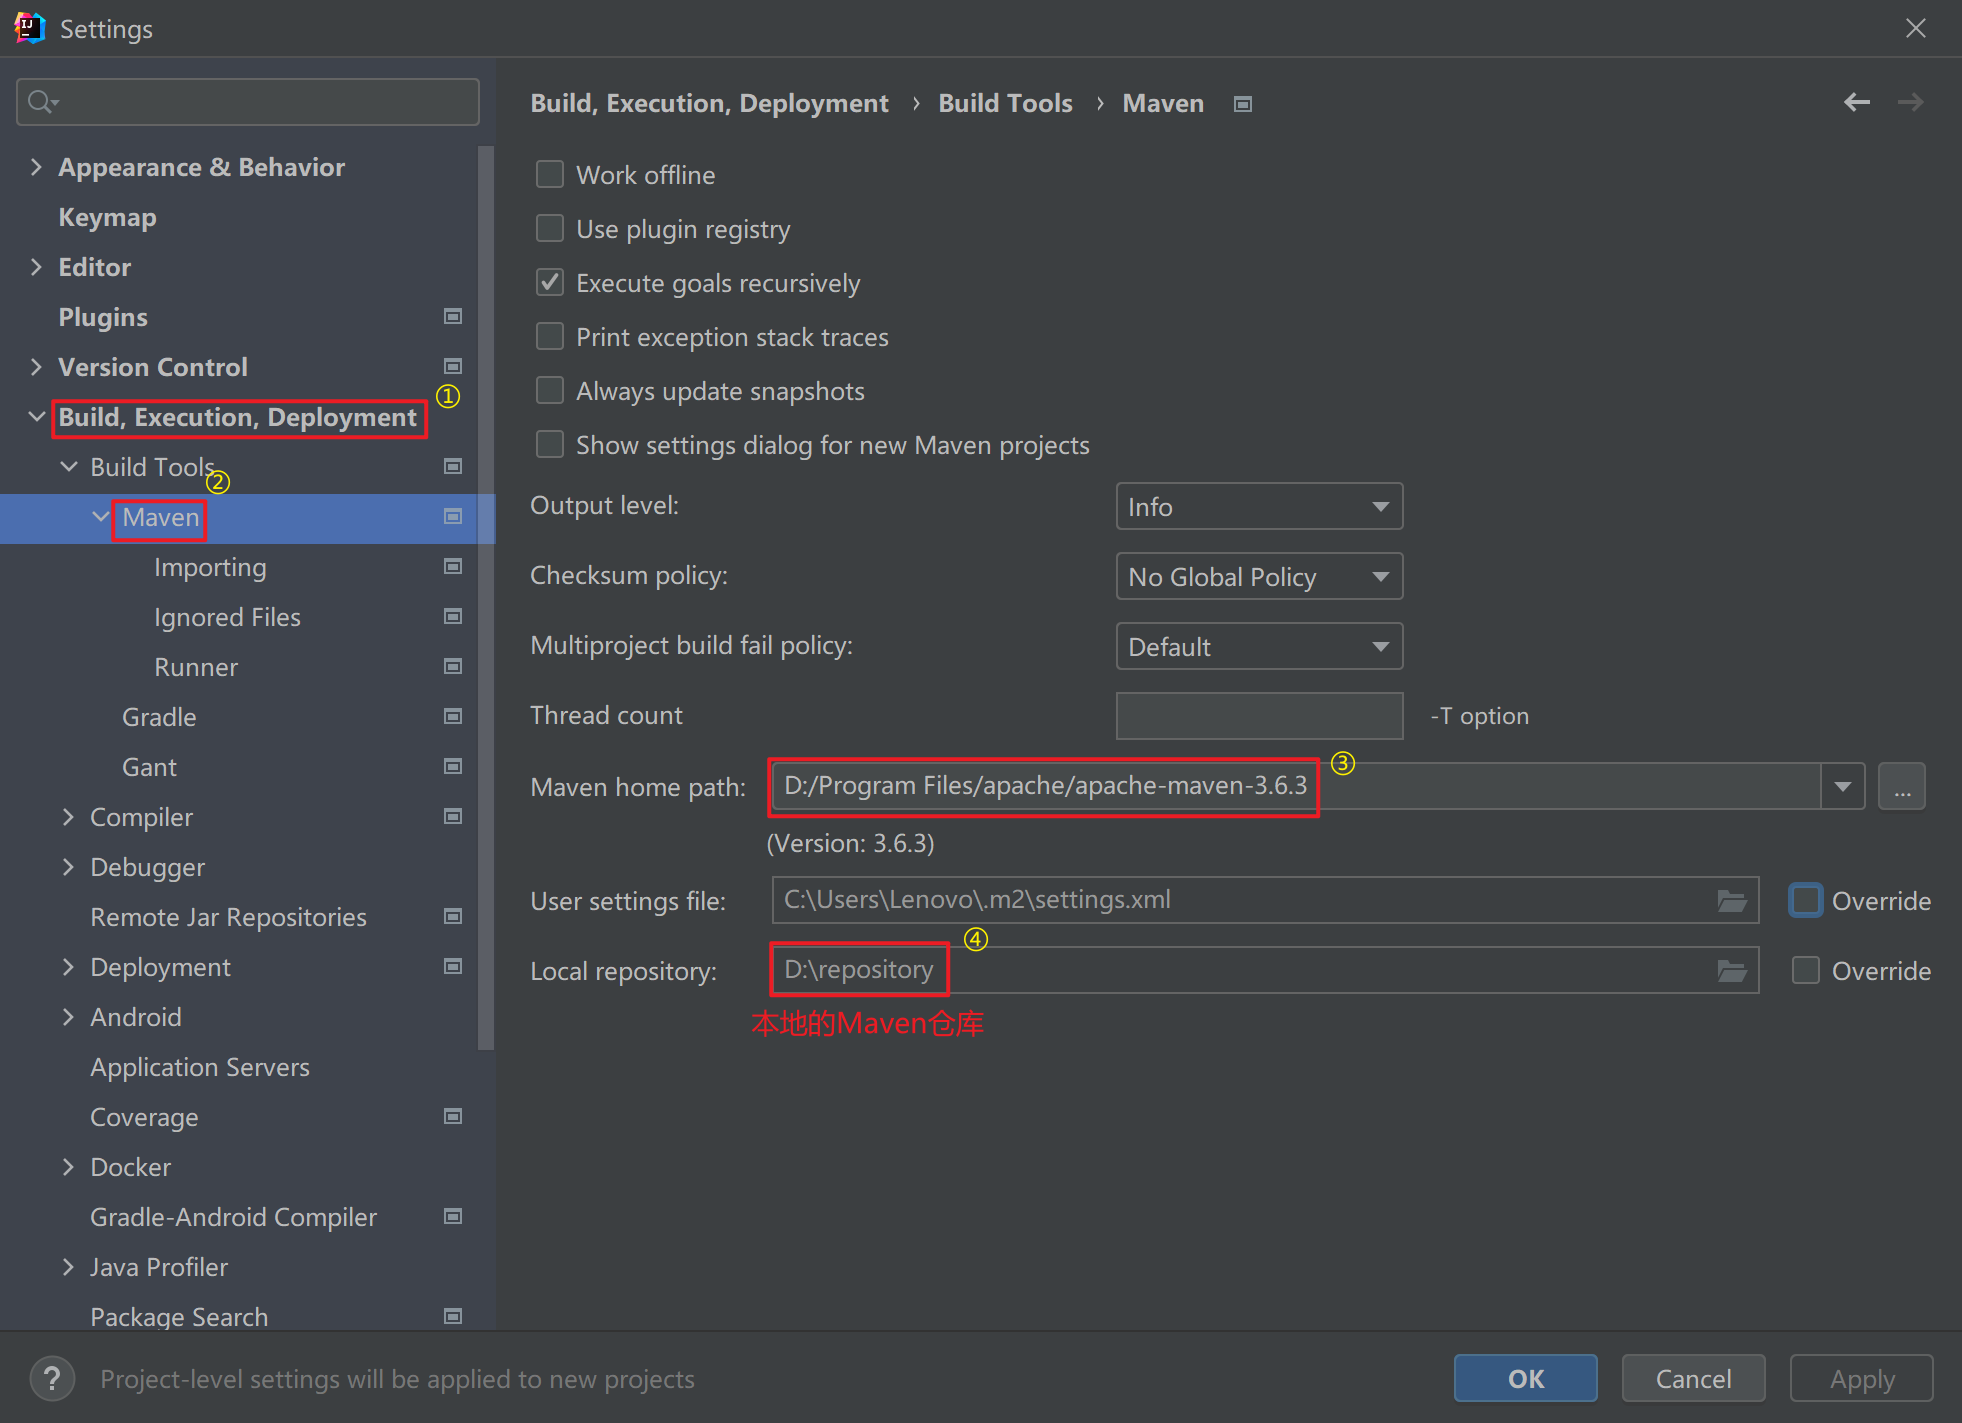 Settings
Appearance & Behavior
Keymap
Editor
Plugins
Version Control
Build, Execution, Deployment ①
Build Tools ②
Maven
Importing
Ignored Files
Runner
Gradle
Gant
Compiler
Debugger
Remote Jar Repositories
Deployment
Android
Application Servers
Coverage
Docker
Gradle-Android Compiler
Java Profiler
Package Search
Build, Execution, Deployment › Build Tools › Maven
Work offline
Use plugin registry
Execute goals recursively
Print exception stack traces
Always update snapshots
Show settings dialog for new Maven projects
Output level: Info
Checksum policy: No Global Policy
Multiproject build fail policy: Default
Thread count -T option
Maven home path: D:/Program Files/apache/apache-maven-3.6.3 ③ ...
(Version: 3.6.3)
User settings file: C:\Users\Lenovo\.m2\settings.xml Override
Local repository: D:\repository ④ Override
本地的Maven仓库
? Project-level settings will be applied to new projects
OK Cancel Apply